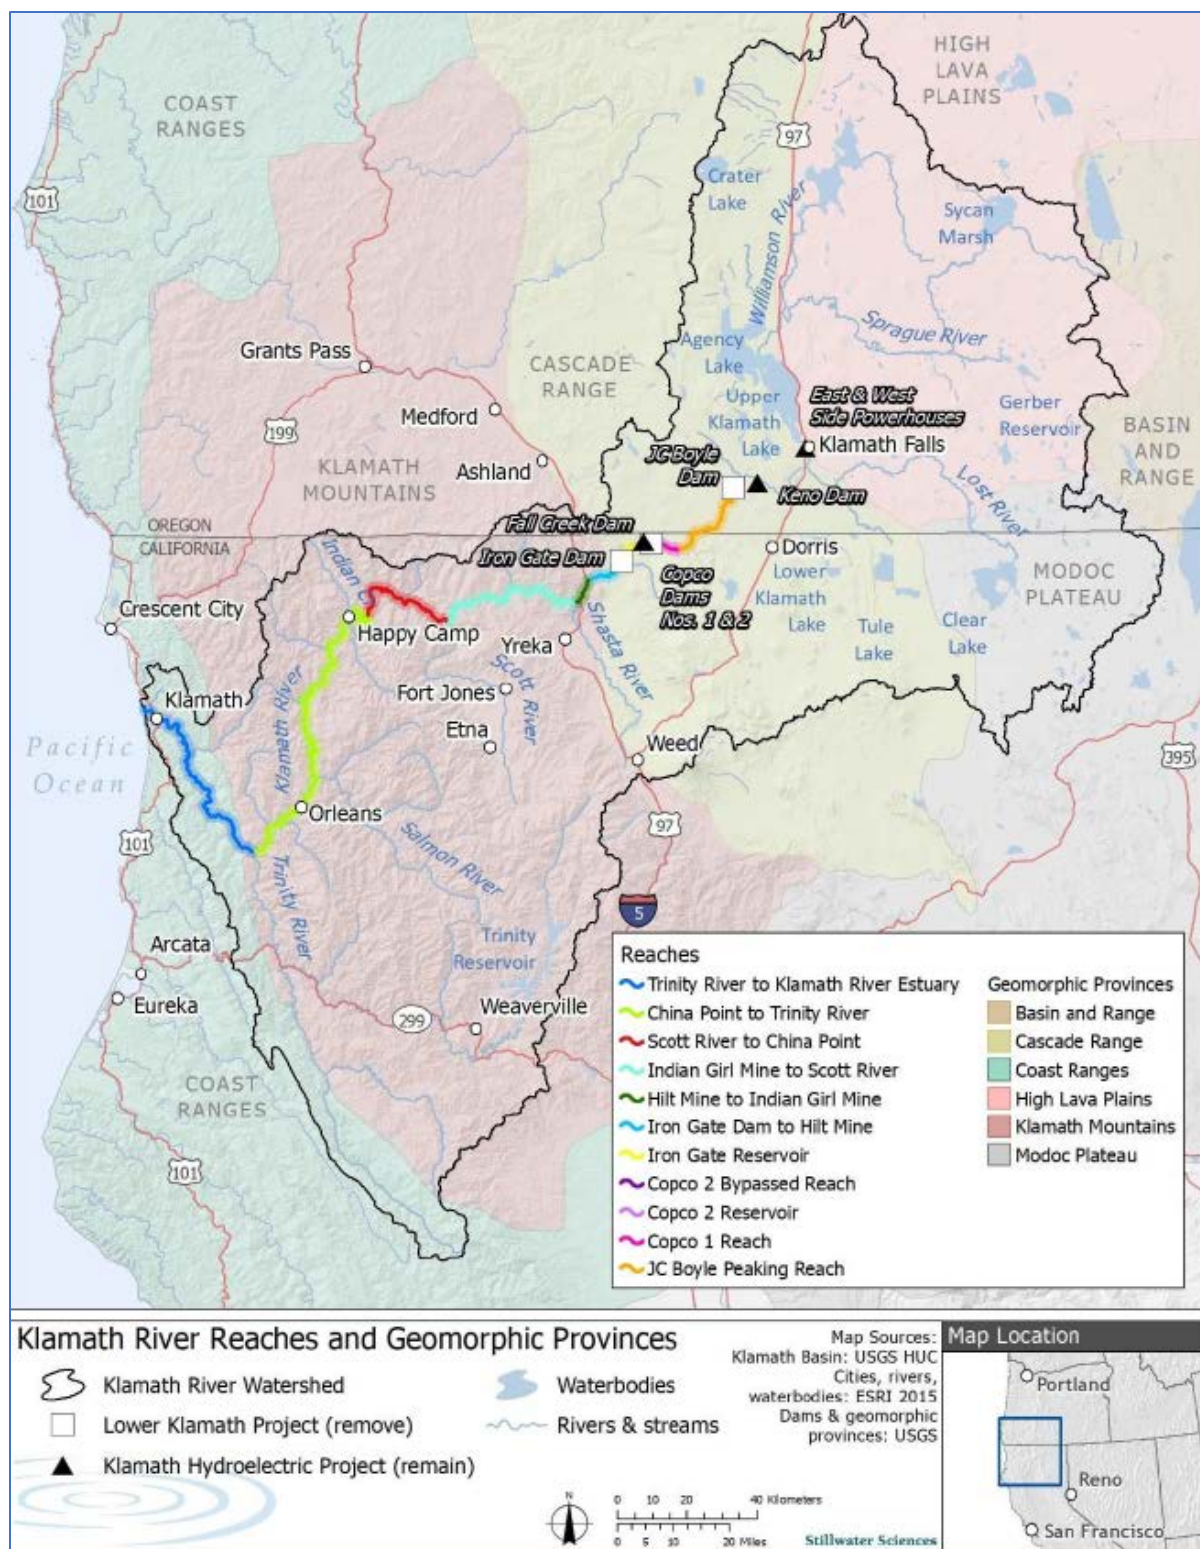 HIGH
LAVA
PLAINS
COAST
RANGES
97
101
Crater
Lake
Williamson River
Sycan
Marsh
Sprague River
Agency
Lake
Grants Pass
CASCADE
RANGE
Upper
Klamath
Lake
East & West
Side Powerhouses
Gerber
Reservoir
Medford
199
Klamath Falls
BASIN
AND
RANGE
KLAMATH
MOUNTAINS
Ashland
JC Boyle
Dam
Keno Dam
Lost River
OREGON
CALIFORNIA
Fall Creek Dam
Iron Gate Dam
Indian C
Dorris
Copco
Dams
Nos. 1 & 2
Lower
Klamath
Lake
MODOC
PLATEAU
Crescent City
Happy Camp
Yreka
Shasta River
Tule
Lake
Clear
Lake
Scott
River
Fort Jones
Klamath
Klamath River
Etna
Pacific
Ocean
Weed
395
Orleans
97
101
Salmon River
Trinity River
5
Arcata
Trinity
Reservoir
Eureka
Weaverville
299
COAST
RANGES
101
Reaches
Trinity River to Klamath River Estuary
China Point to Trinity River
Scott River to China Point
Indian Girl Mine to Scott River
Hilt Mine to Indian Girl Mine
Iron Gate Dam to Hilt Mine
Iron Gate Reservoir
Copco 2 Bypassed Reach
Copco 2 Reservoir
Copco 1 Reach
JC Boyle Peaking Reach
Geomorphic Provinces
Basin and Range
Cascade Range
Coast Ranges
High Lava Plains
Klamath Mountains
Modoc Plateau
Klamath River Reaches and Geomorphic Provinces
Klamath River Watershed
Lower Klamath Project (remove)
Klamath Hydroelectric Project (remain)
Waterbodies
Rivers & streams
Map Sources:
Klamath Basin: USGS HUC
Cities, rivers,
waterbodies: ESRI 2015
Dams & geomorphic
provinces: USGS
N
0 10 20 40 Kilometers
0 5 10 20 Miles
Stillwater Sciences
Map Location
Portland
Reno
San Francisco